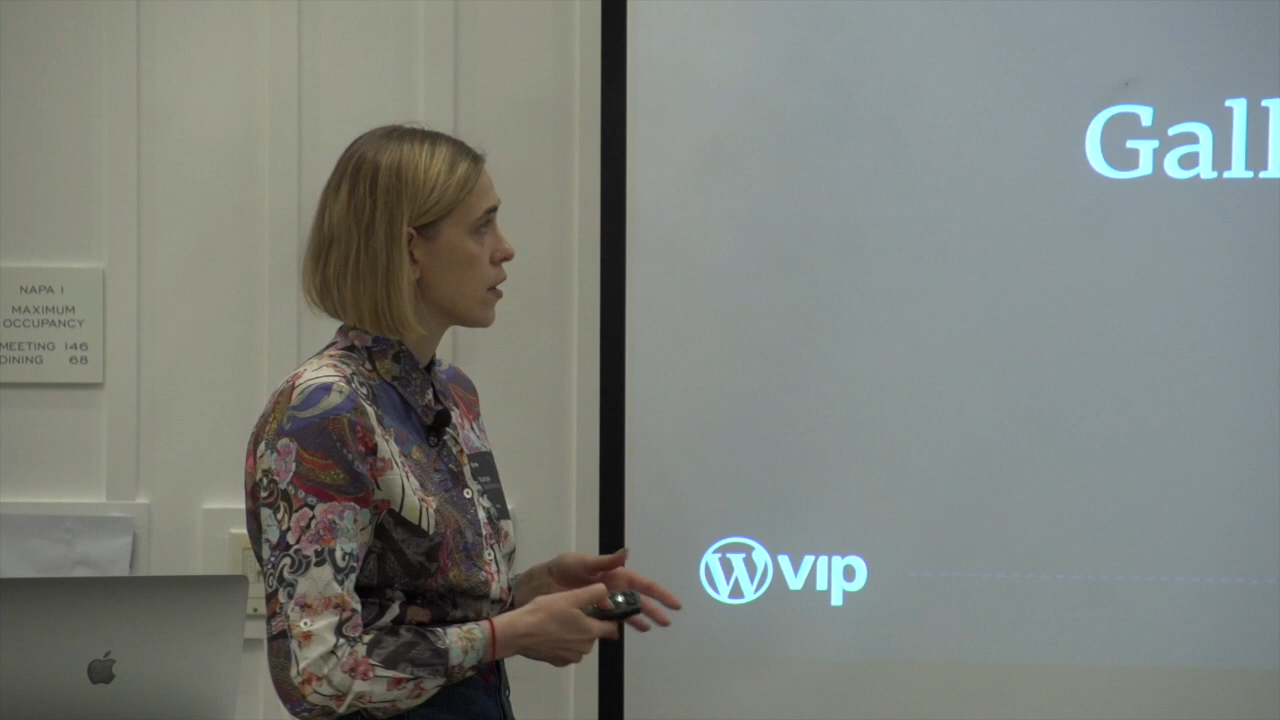 NAPA I
MAXIMUM
OCCUPANCY
MEETING 146
DINING 68
Gall
W vip